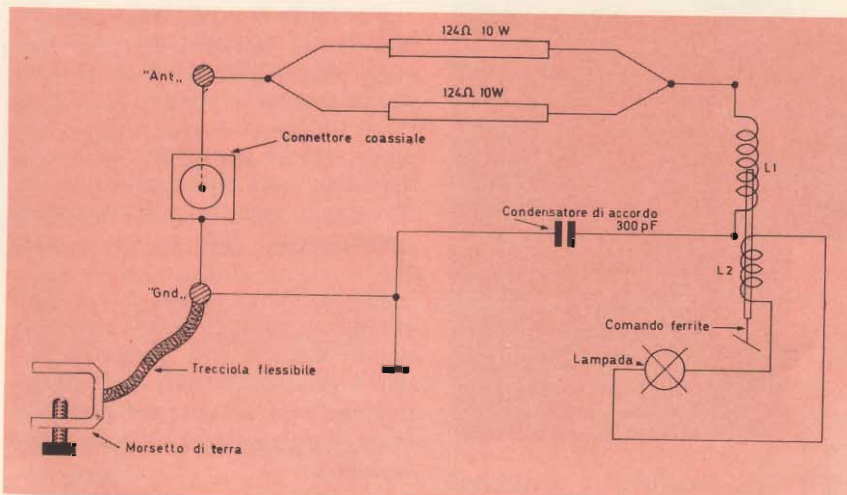 124Ω 10 W
"Ant„
124Ω 10W
Connettore coassiale
L1
Condensatore di accordo
300 pF
L2
"Gnd„
Comando ferrite
Lampada
Trecciola flessibile
Morsetto di terra